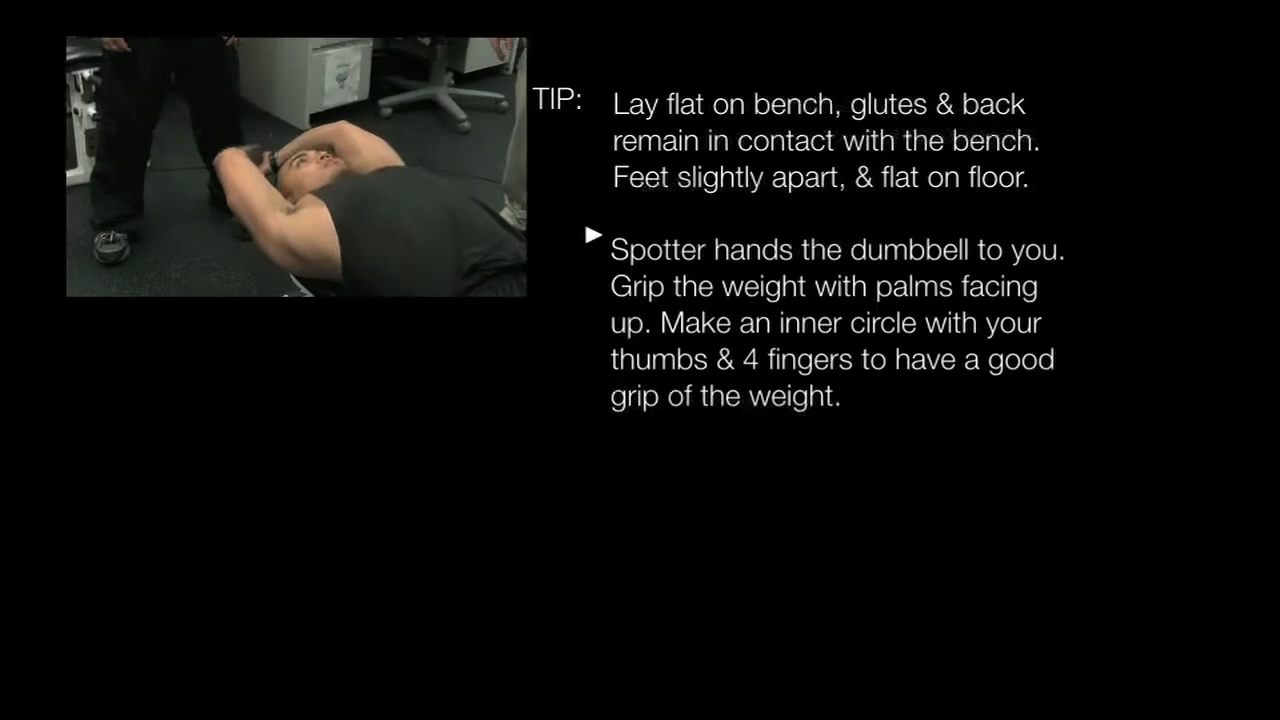 TIP:
Lay flat on bench, glutes & back
remain in contact with the bench.
Feet slightly apart, & flat on floor.
Spotter hands the dumbbell to you.
Grip the weight with palms facing
up. Make an inner circle with your
thumbs & 4 fingers to have a good
grip of the weight.